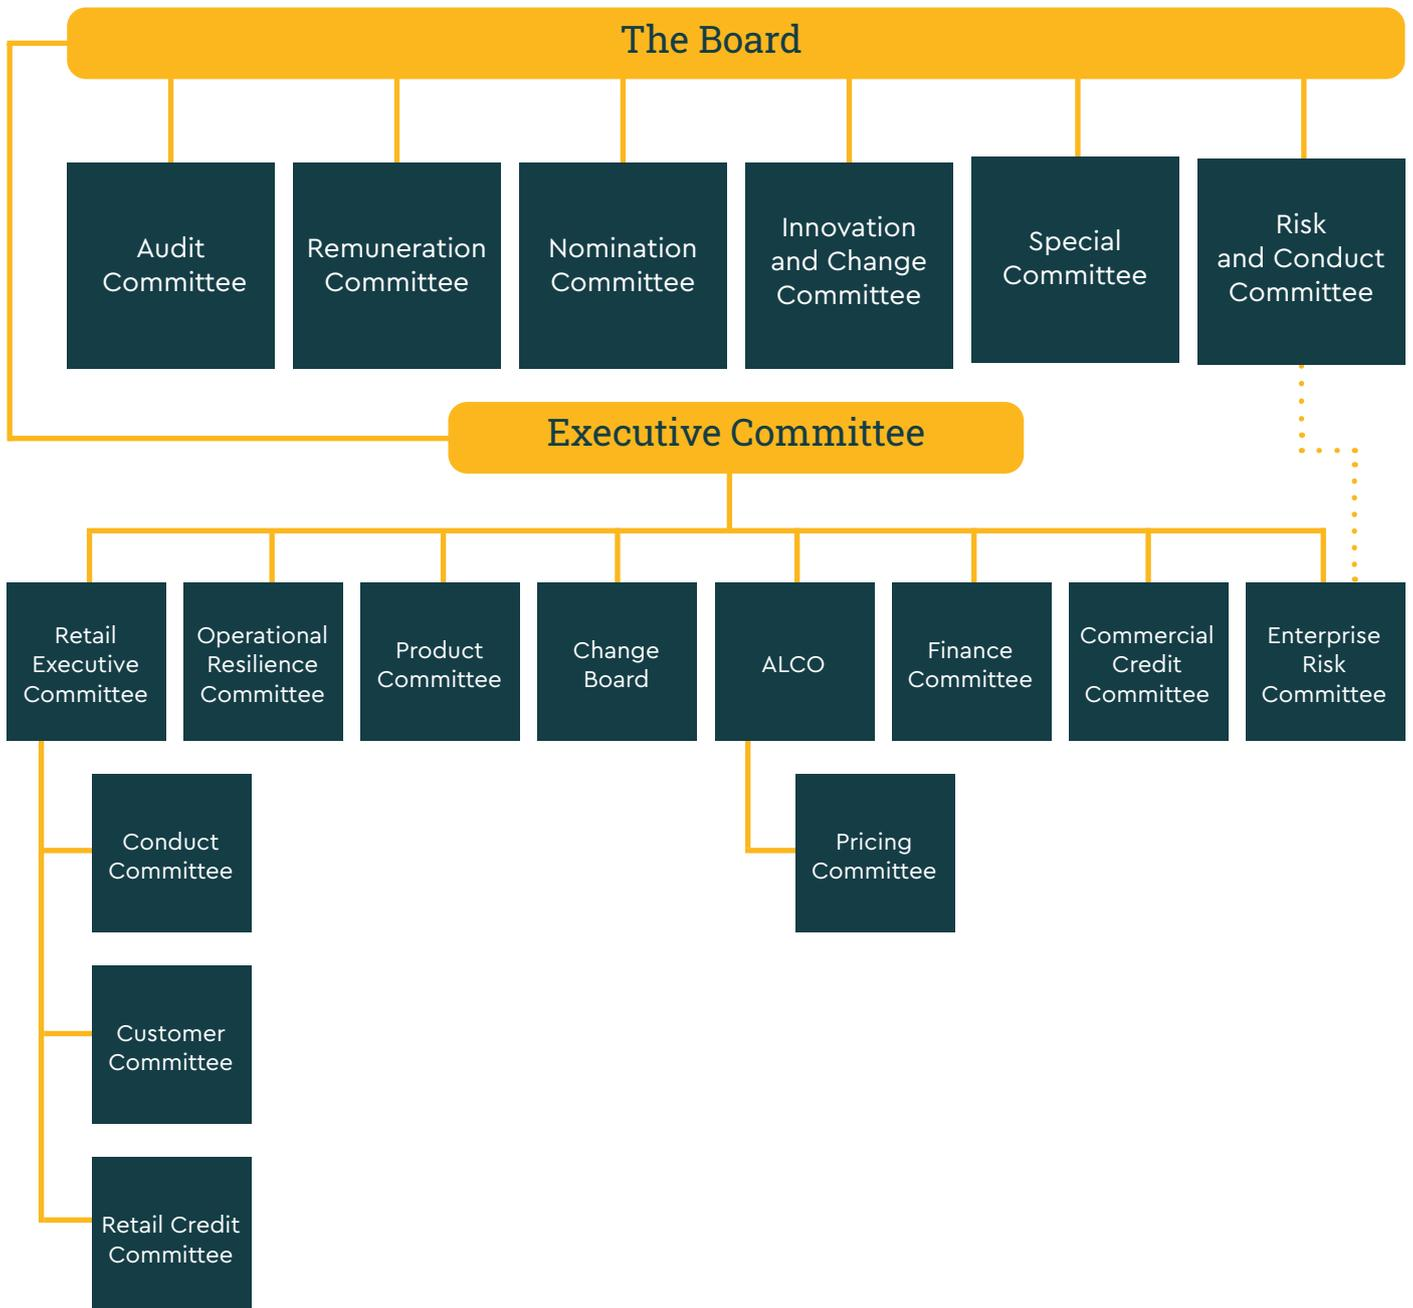 The Board
Audit
Committee
Remuneration
Committee
Nomination
Committee
Innovation
and Change
Committee
Special
Committee
Risk
and Conduct
Committee
Executive Committee
Retail
Executive
Committee
Operational
Resilience
Committee
Product
Committee
Change
Board
ALCO
Finance
Committee
Commercial
Credit
Committee
Enterprise
Risk
Committee
Conduct
Committee
Pricing
Committee
Customer
Committee
Retail Credit
Committee